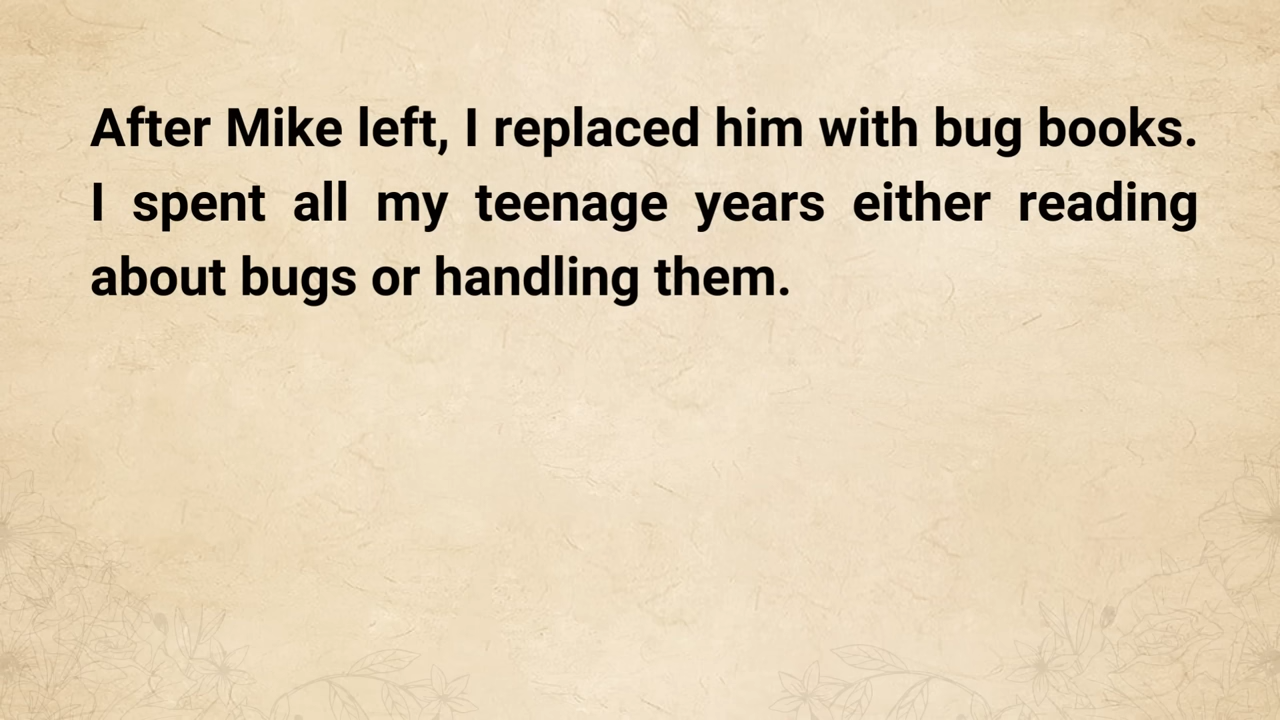 After Mike left, I replaced him with bug books.
I spent all my teenage years either reading
about bugs or handling them.